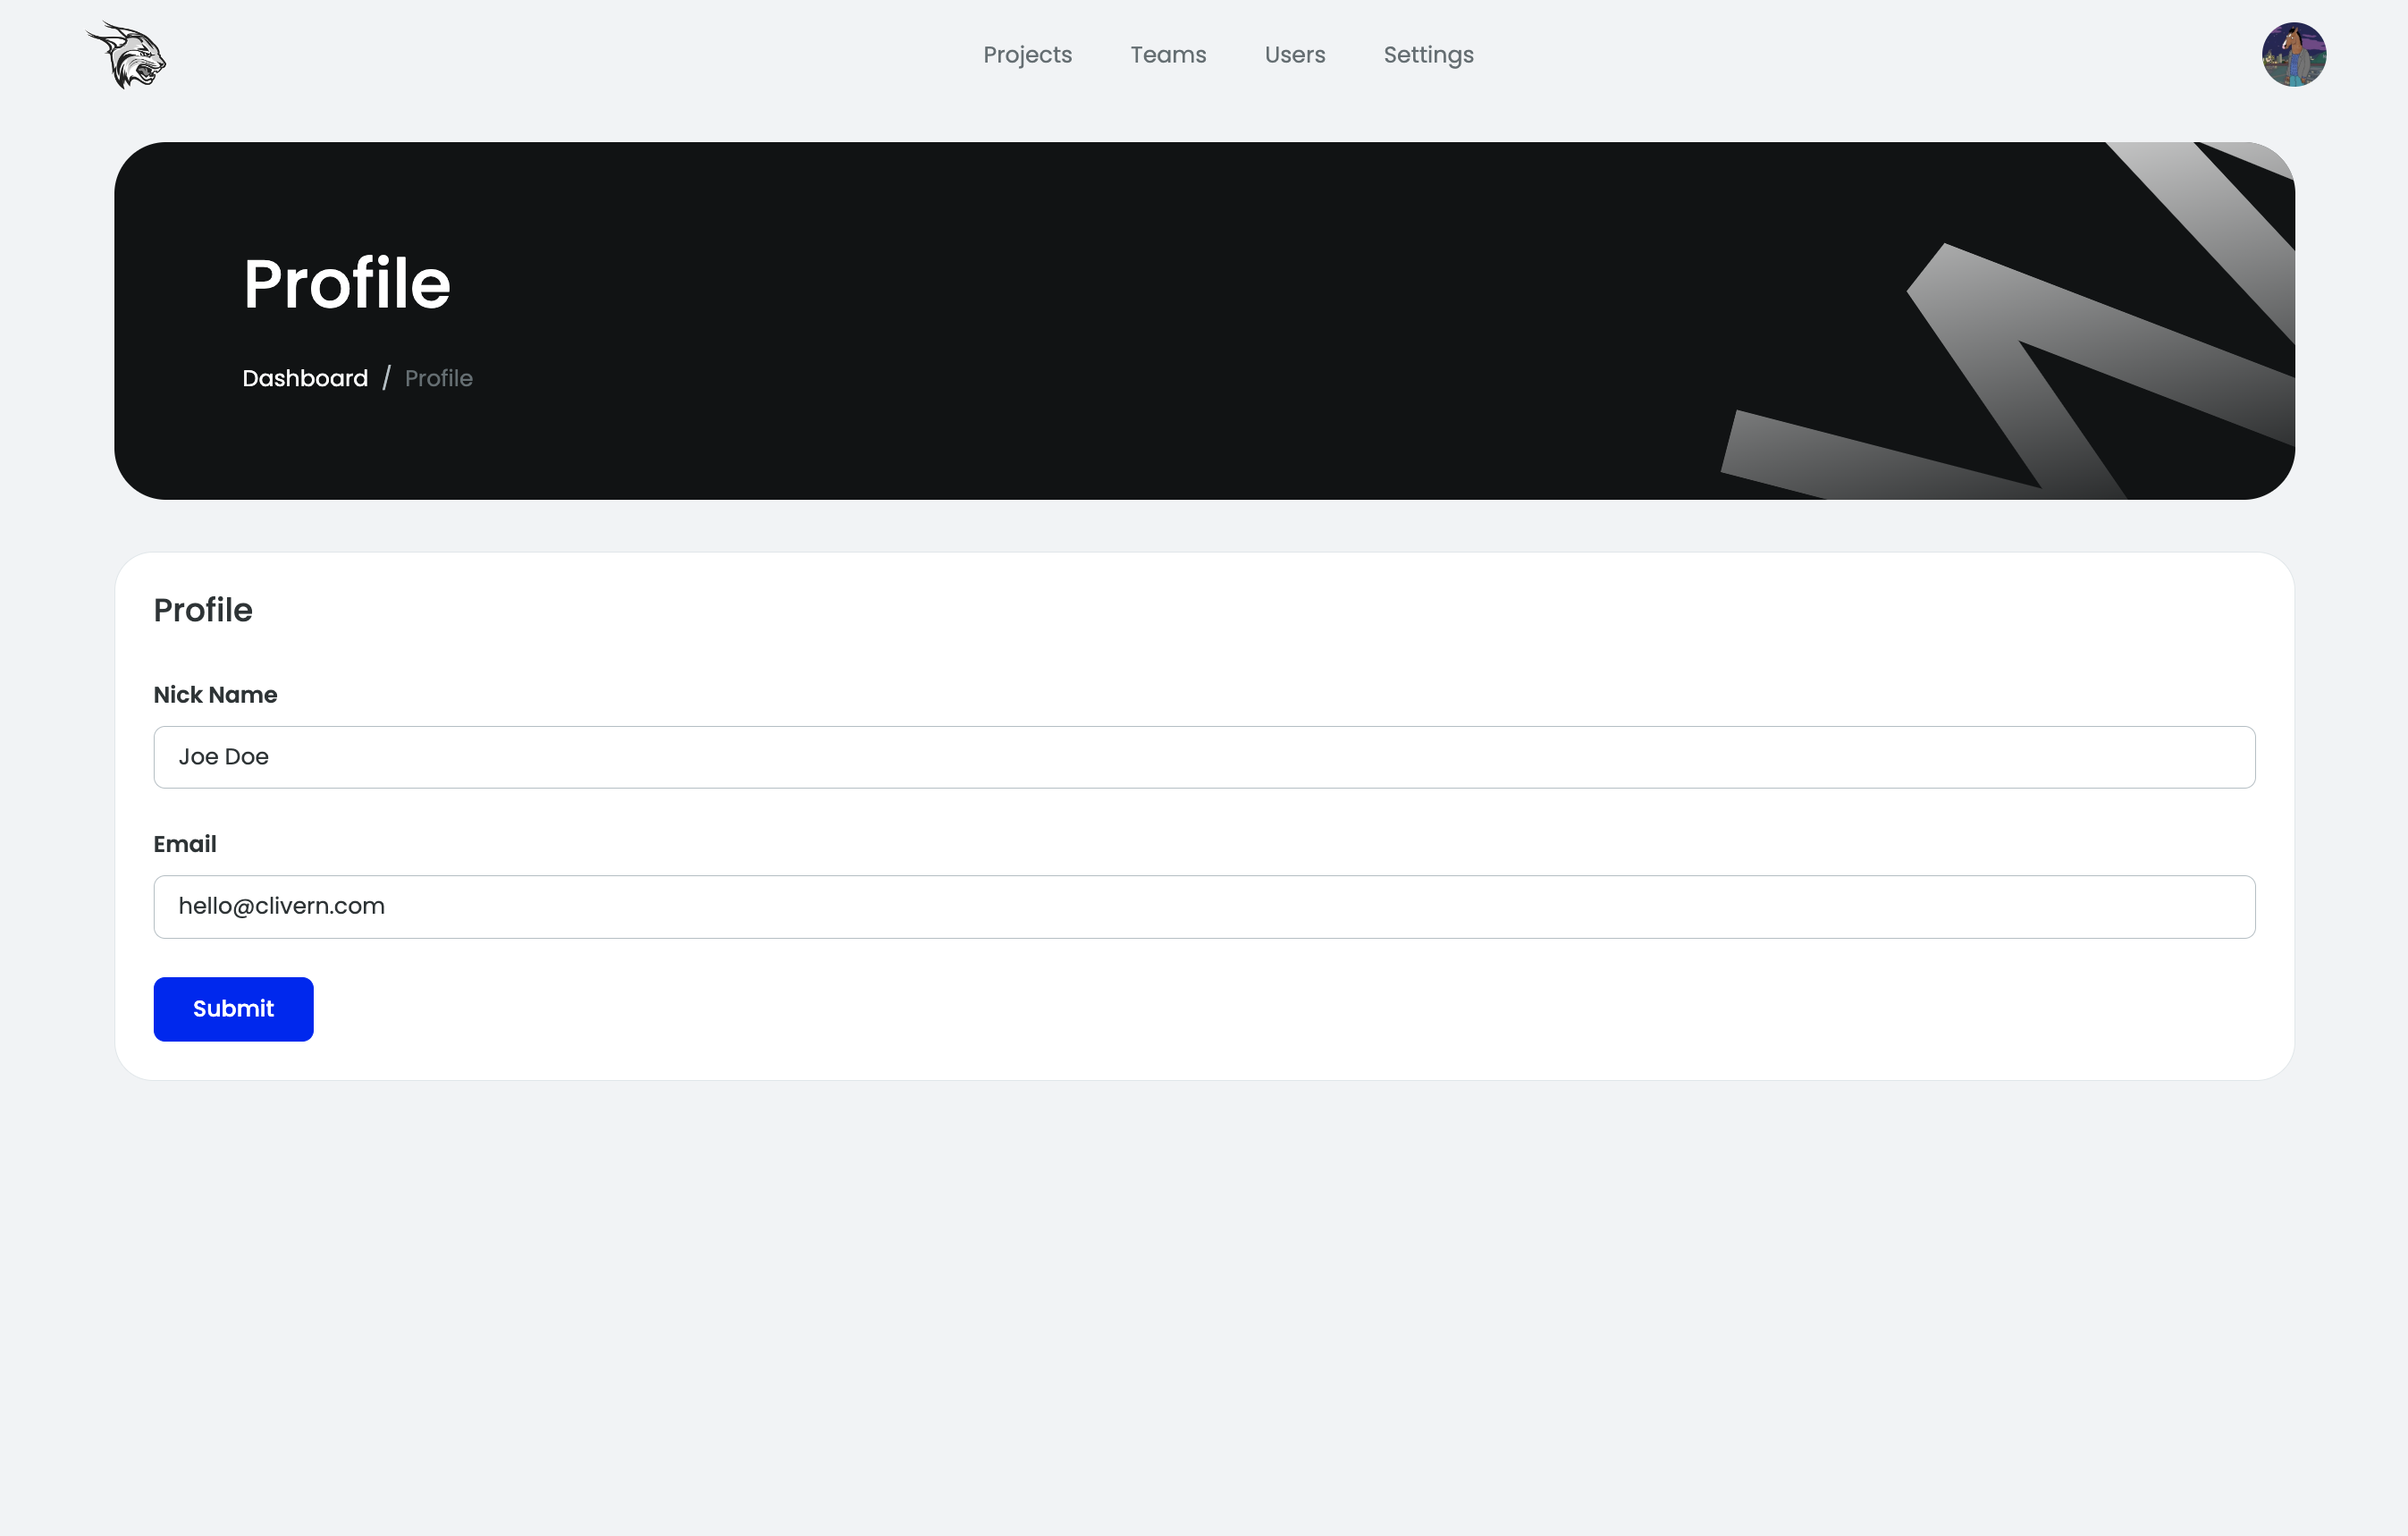 Projects Teams Users Settings
Profile
Dashboard / Profile
Profile
Nick Name
Joe Doe
Email
hello@clivern.com
Submit